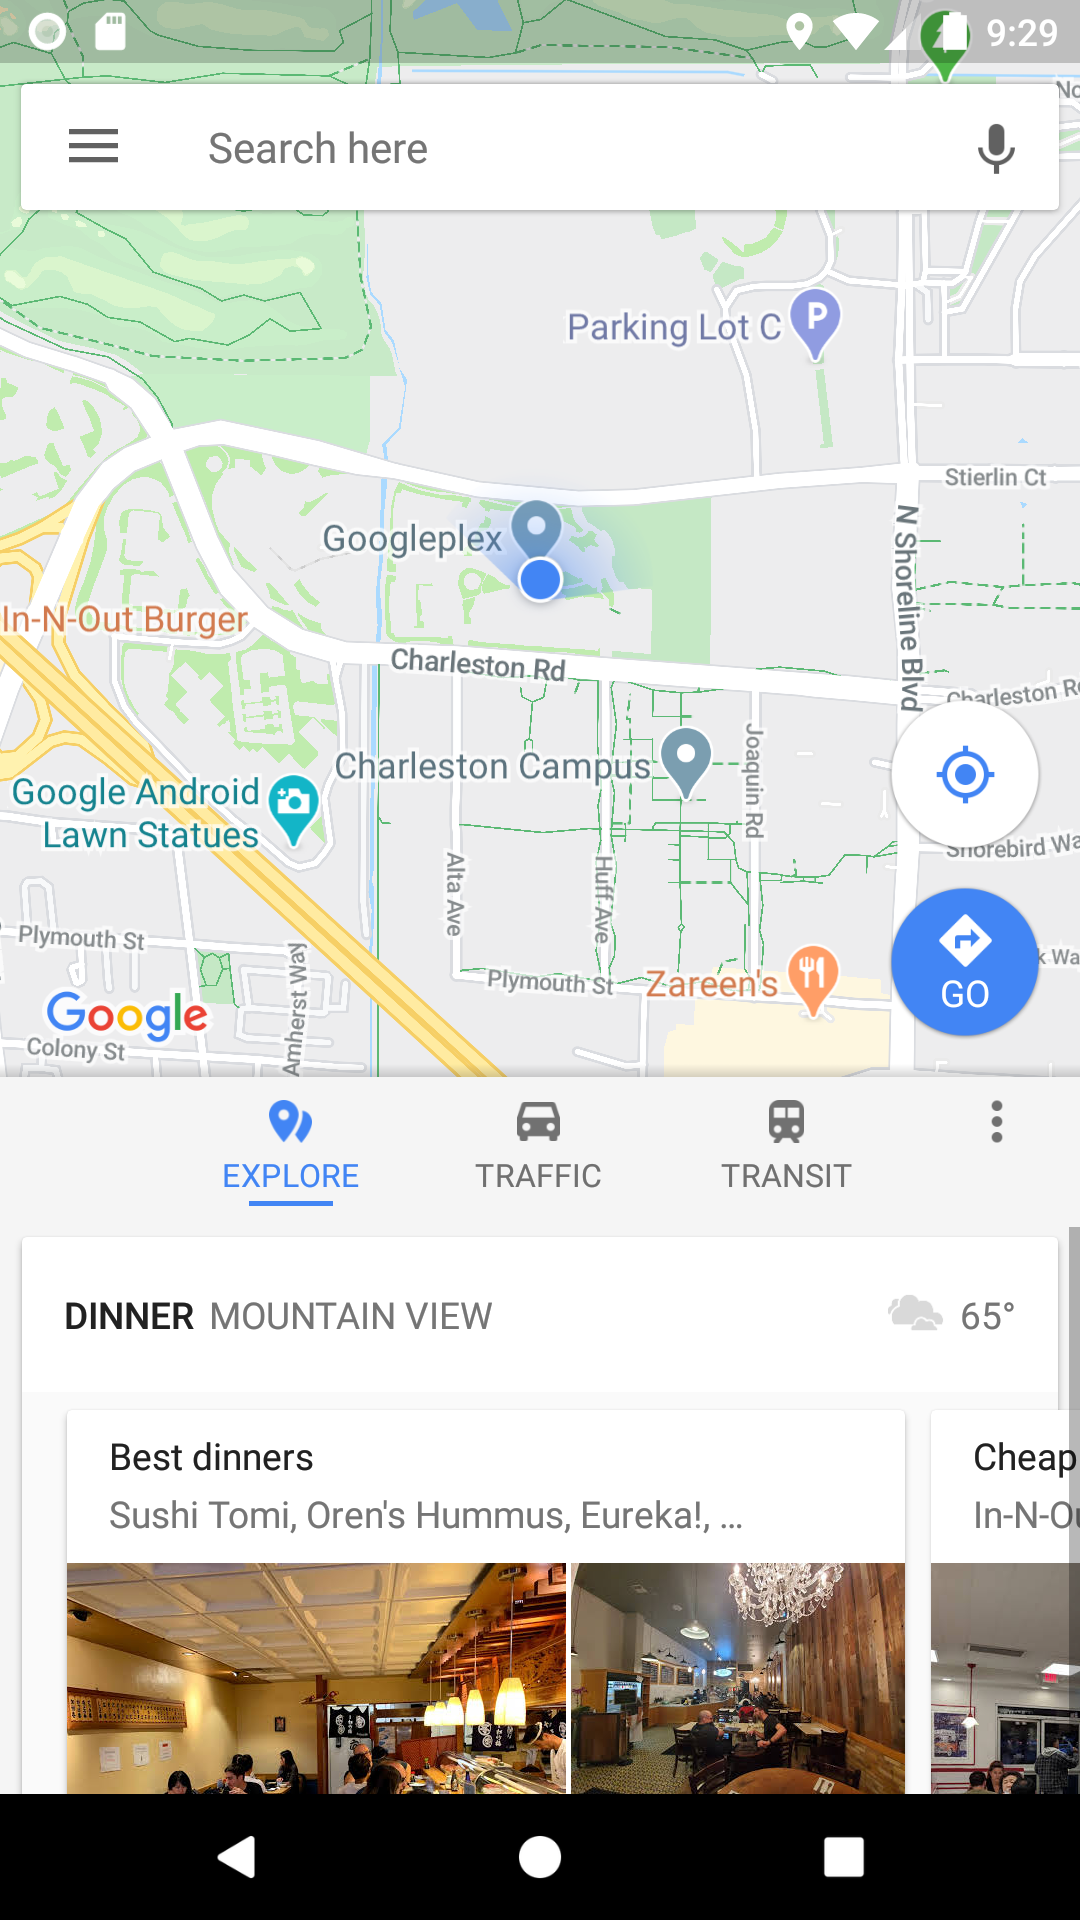 9:29
No
Search here
Parking Lot C
Stierlin Ct
N Shoreline Blvd
Googleplex
In-N-Out Burger
Charleston Rd
Charleston
Charleston Campus
Joaquin Rd
Google Android
Lawn Statues
Shorebird
Alta Ave
Huff Ave
Plymouth St
Amherst Way
Plymouth St
Zareen's
GO
Google
Colony St
EXPLORE
TRAFFIC
TRANSIT
DINNER MOUNTAIN VIEW
65°
Best dinners
Sushi Tomi, Oren's Hummus, Eureka!, ...
Cheap
In-N-Ou